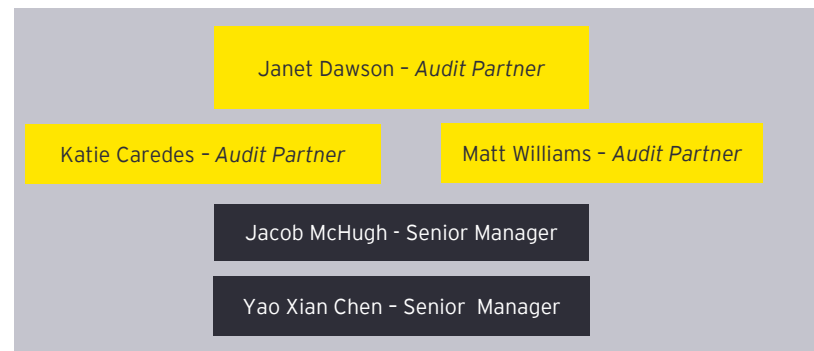 Janet Dawson – Audit Partner
Katie Caredes – Audit Partner
Matt Williams – Audit Partner
Jacob McHugh - Senior Manager
Yao Xian Chen – Senior  Manager